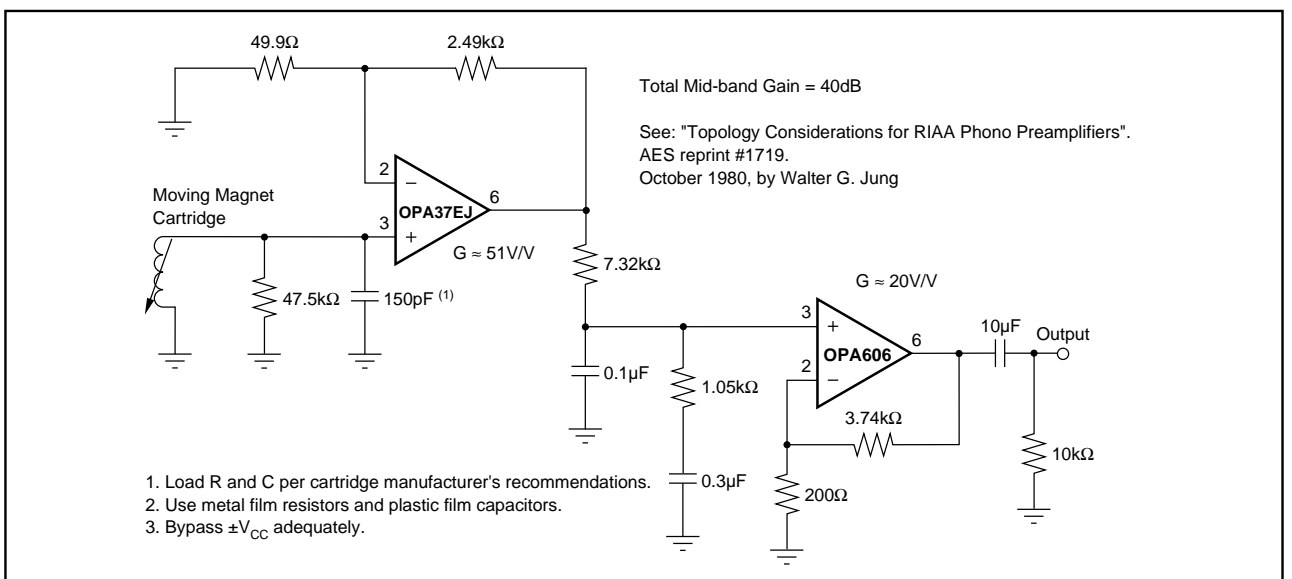 49.9Ω
2.49kΩ
Total Mid-band Gain = 40dB
See: "Topology Considerations for RIAA Phono Preamplifiers".
AES reprint #1719.
October 1980, by Walter G. Jung
Moving Magnet
Cartridge
2
–
OPA37EJ
6
3
+
G ≈ 51V/V
47.5kΩ
150pF (1)
7.32kΩ
G ≈ 20V/V
3
+
OPA606
6
2
–
10µF
Output
0.1µF
1.05kΩ
3.74kΩ
10kΩ
0.3µF
200Ω
1. Load R and C per cartridge manufacturer's recommendations.
2. Use metal film resistors and plastic film capacitors.
3. Bypass ±VCC adequately.